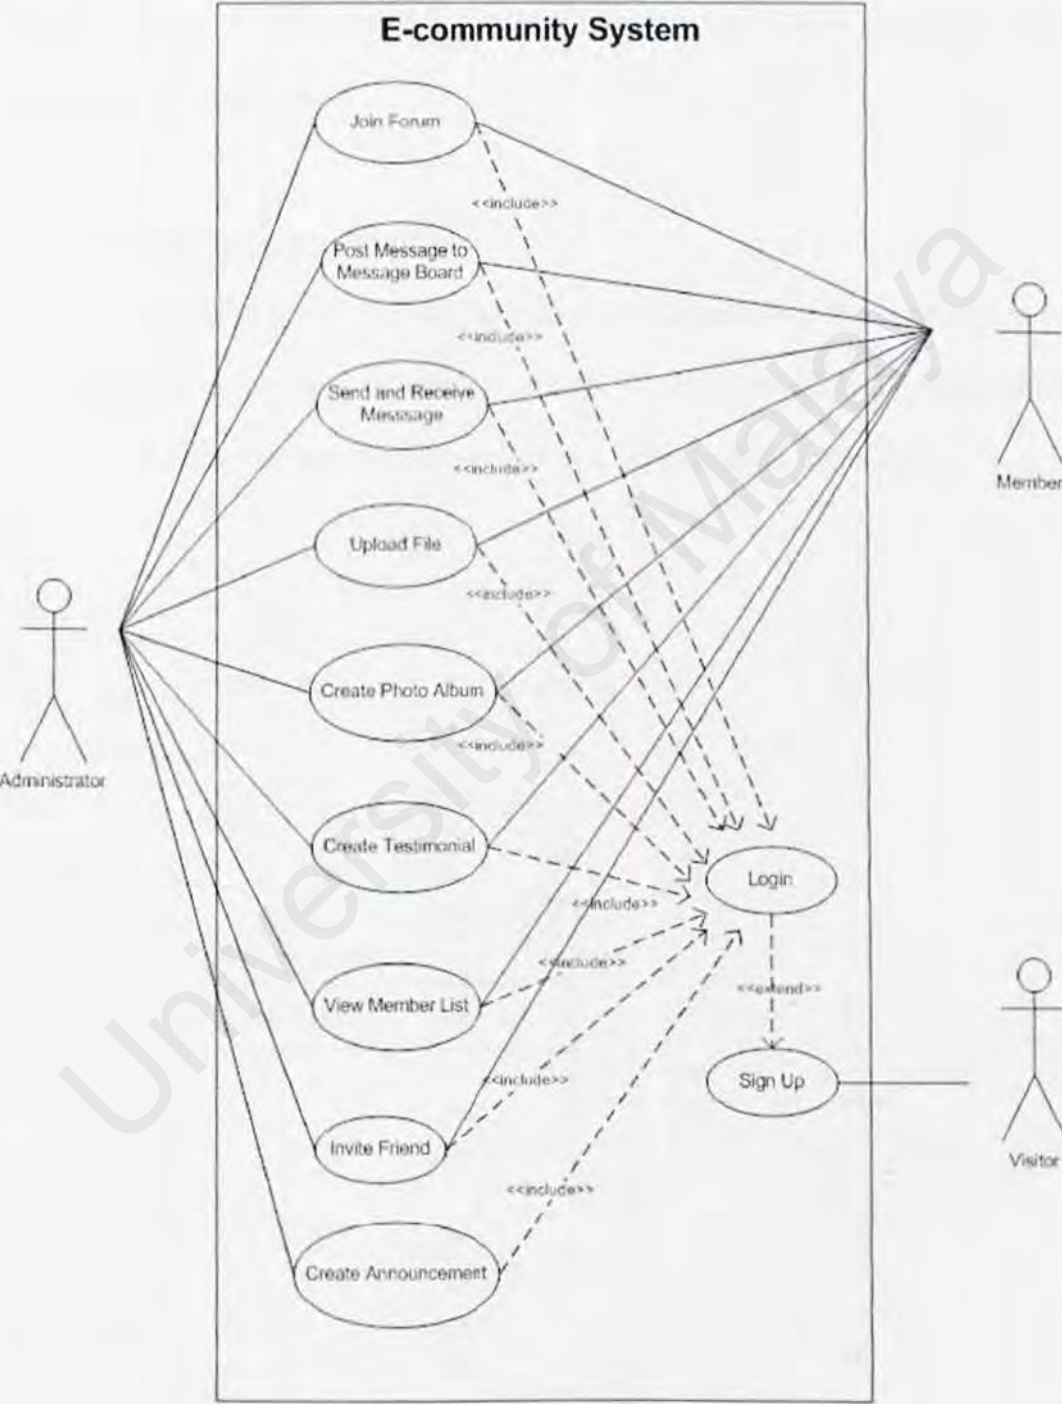 E-community System
Join Forum
<<include>>
Post Message to
Message Board
<<include>>
Send and Receive
Messsage
<<include>>
Member
Upload File
<<include>>
Create Photo Album
<<include>>
Administrator
Create Testimonial
Login
<<include>>
<<include>>
<<extend>>
View Member List
<<include>>
Sign Up
Invite Friend
Visitor
<<include>>
Create Announcement
University of Malaya